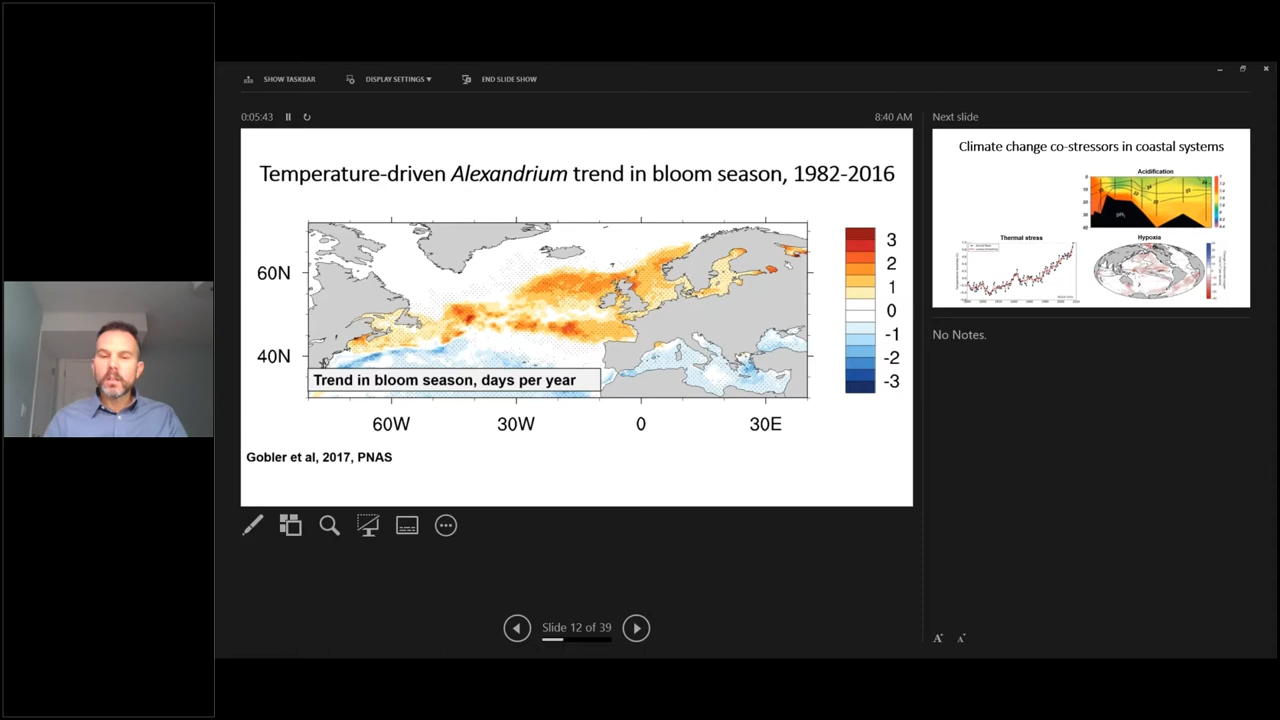 SHOW TASKBAR
DISPLAY SETTINGS ▾
END SLIDE SHOW
0:05:43
8:40 AM
Next slide
Temperature-driven Alexandrium trend in bloom season, 1982-2016
60N
40N
Trend in bloom season, days per year
60W
30W
0
30E
3
2
1
0
-1
-2
-3
Gobler et al, 2017, PNAS
Climate change co-stressors in coastal systems
Acidification
Thermal stress
Hypoxia
No Notes.
Slide 12 of 39
A
A